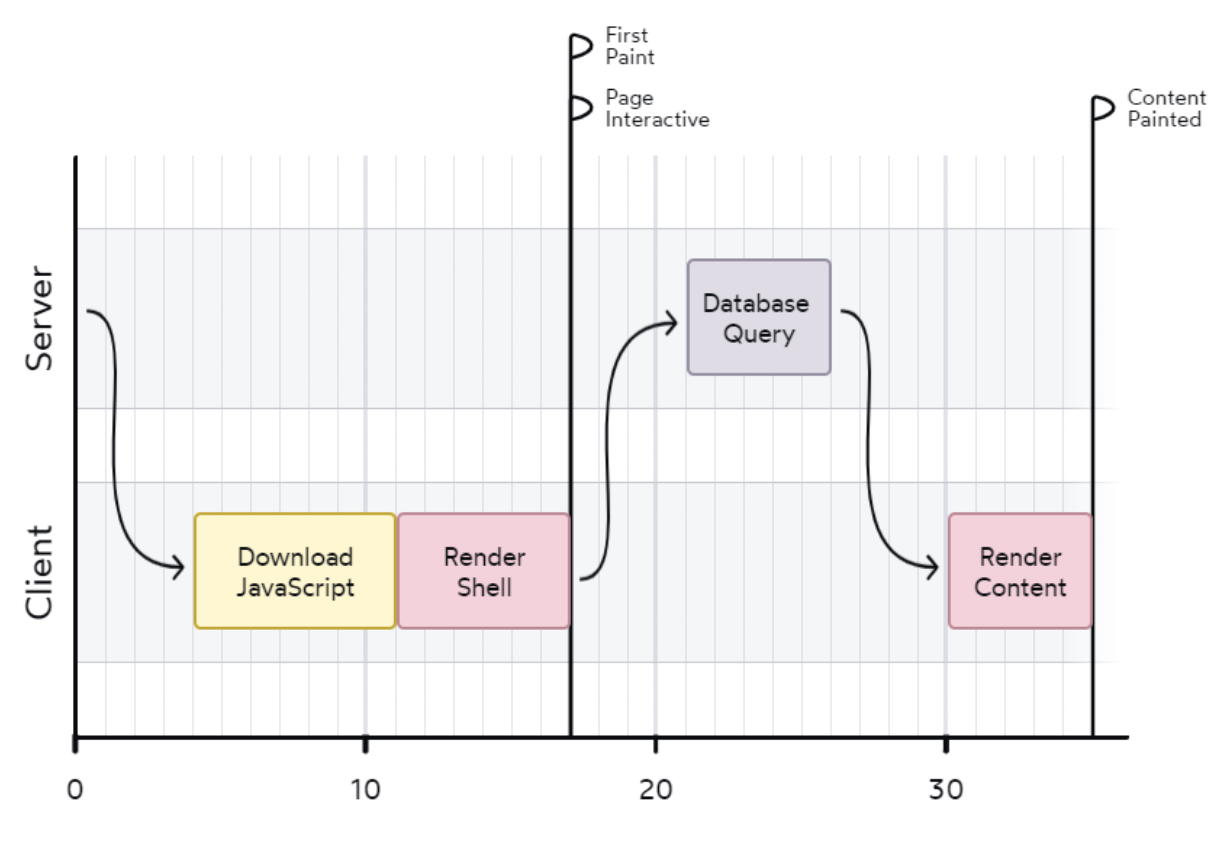 First
Paint
Page
Interactive
Content
Painted
Server
Database
Query
Client
Download
JavaScript
Render
Shell
Render
Content
0
10
20
30